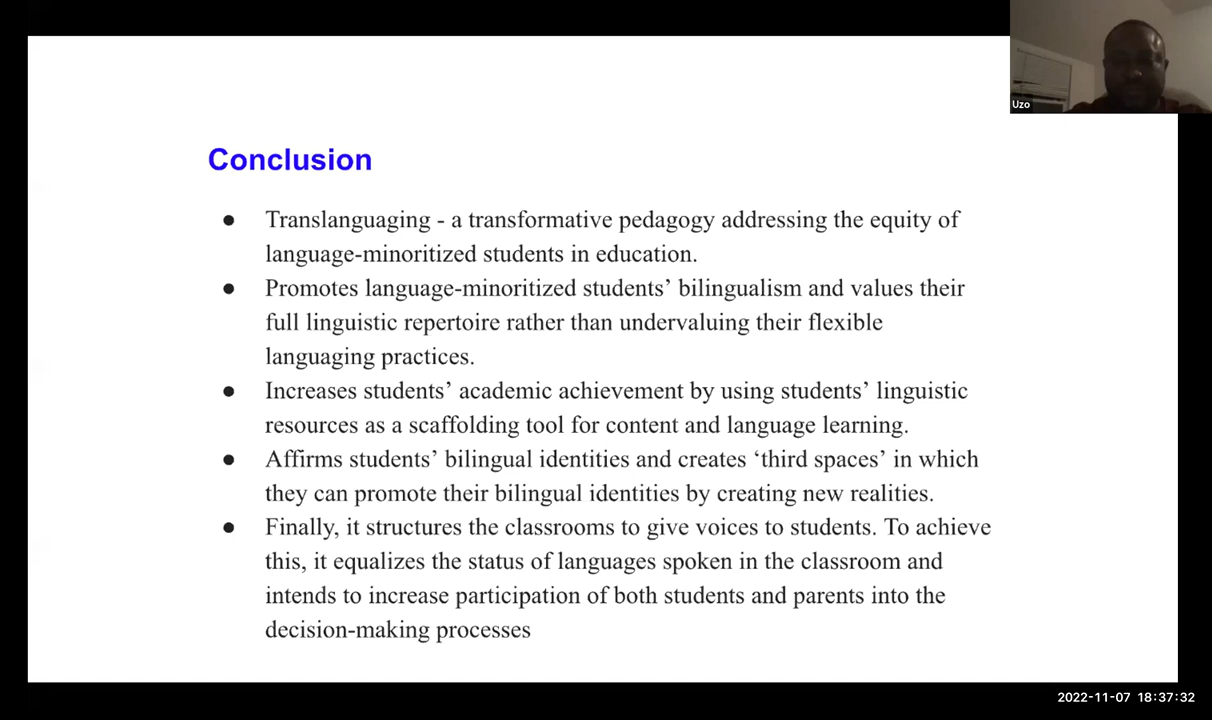 Uzo
Conclusion
● Translanguaging - a transformative pedagogy addressing the equity of
language-minoritized students in education.
● Promotes language-minoritized students’ bilingualism and values their
full linguistic repertoire rather than undervaluing their flexible
languaging practices.
● Increases students’ academic achievement by using students’ linguistic
resources as a scaffolding tool for content and language learning.
● Affirms students’ bilingual identities and creates ‘third spaces’ in which
they can promote their bilingual identities by creating new realities.
● Finally, it structures the classrooms to give voices to students. To achieve
this, it equalizes the status of languages spoken in the classroom and
intends to increase participation of both students and parents into the
decision-making processes
2022-11-07 18:37:32